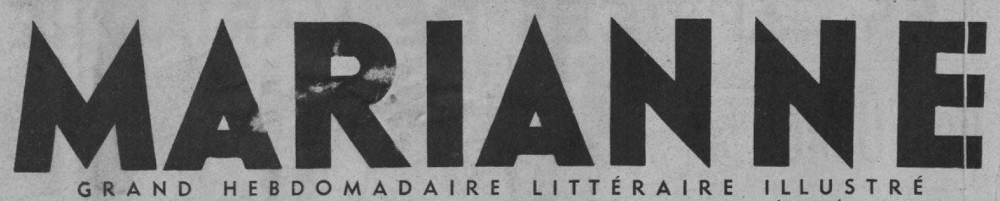 MARIANNE
GRAND HEBDOMADAIRE LITTÉRAIRE ILLUSTRÉ